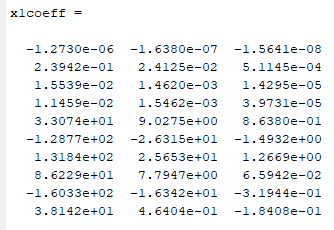 x1coeff =
-1.2730e-06 -1.6380e-07 -1.5641e-08
2.3942e-01 2.4125e-02 5.1145e-04
1.5539e-02 1.4620e-03 1.4295e-05
1.1459e-02 1.5462e-03 3.9731e-05
3.3074e+01 9.0275e+00 8.6380e-01
-1.2877e+02 -2.6315e+01 -1.4932e+00
1.3184e+02 2.5653e+01 1.2669e+00
8.6229e+01 7.7947e+00 6.5942e-02
-1.6033e+02 -1.6342e+01 -3.1944e-01
3.8142e+01 4.6404e-01 -1.8408e-01